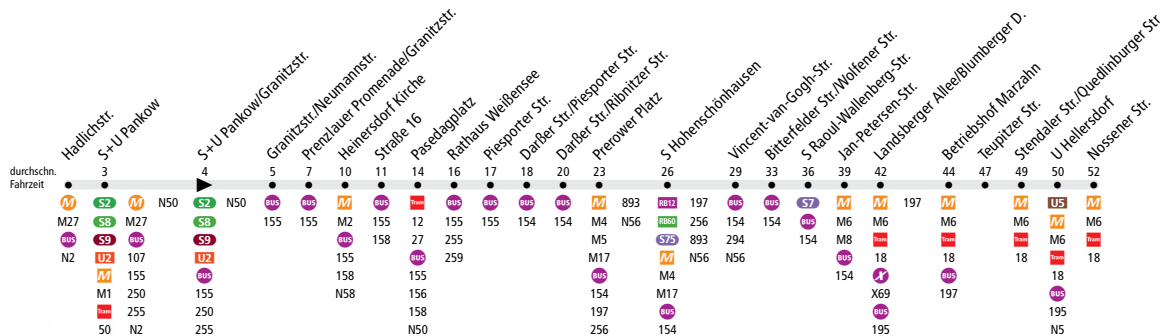 Hadlichstr.
S+U Pankow
S+U Pankow/Granitzstr.
Granitzstr./Neumannstr.
Prenzlauer Promenade/Granitzstr.
Heinersdorf Kirche
Straße 16
Pasedagplatz
Rathaus Weißensee
Piesporter Str.
Darßer Str./Piesporter Str.
Darßer Str./Ribnitzer Str.
Prerower Platz
S Hohenschönhausen
Vincent-van-Gogh-Str.
Bitterfelder Str./Wolfener Str.
S Raoul-Wallenberg-Str.
Jan-Petersen-Str.
Landsberger Allee/Blumberger D.
Betriebshof Marzahn
Teupitzer Str.
Stendaler Str./Quedlinburger Str
U Hellersdorf
Nossener Str.
durchschn. 3 4 5 7 10 11 14 16 17 18 20 23 26 29 33 36 39 42 44 47 49 50 52
Fahrzeit
M S2 M S2 N50 BUS BUS M BUS Tram BUS BUS BUS BUS M 893 RB12 197 BUS BUS S7 M M 197 M M U5 M
M27 S8 M27 S8 155 155 M2 155 12 155 155 154 154 M4 N56 RB60 256 154 154 BUS M6 M6 M6 M6 M M6
BUS S9 BUS S9 BUS 158 27 255 M5 S75 893 294 154 M8 Tram Tram Tram M6 Tram
N2 U2 107 U2 155 BUS 259 M17 M N56 N56 BUS 18 18 18 Tram 18
M 155 BUS 158 155 BUS M4 154 X BUS 18
M1 250 155 N58 156 154 M17 X69 197 BUS
Tram 255 250 158 197 BUS BUS 195
50 N2 255 N50 256 154 195 N5
N50